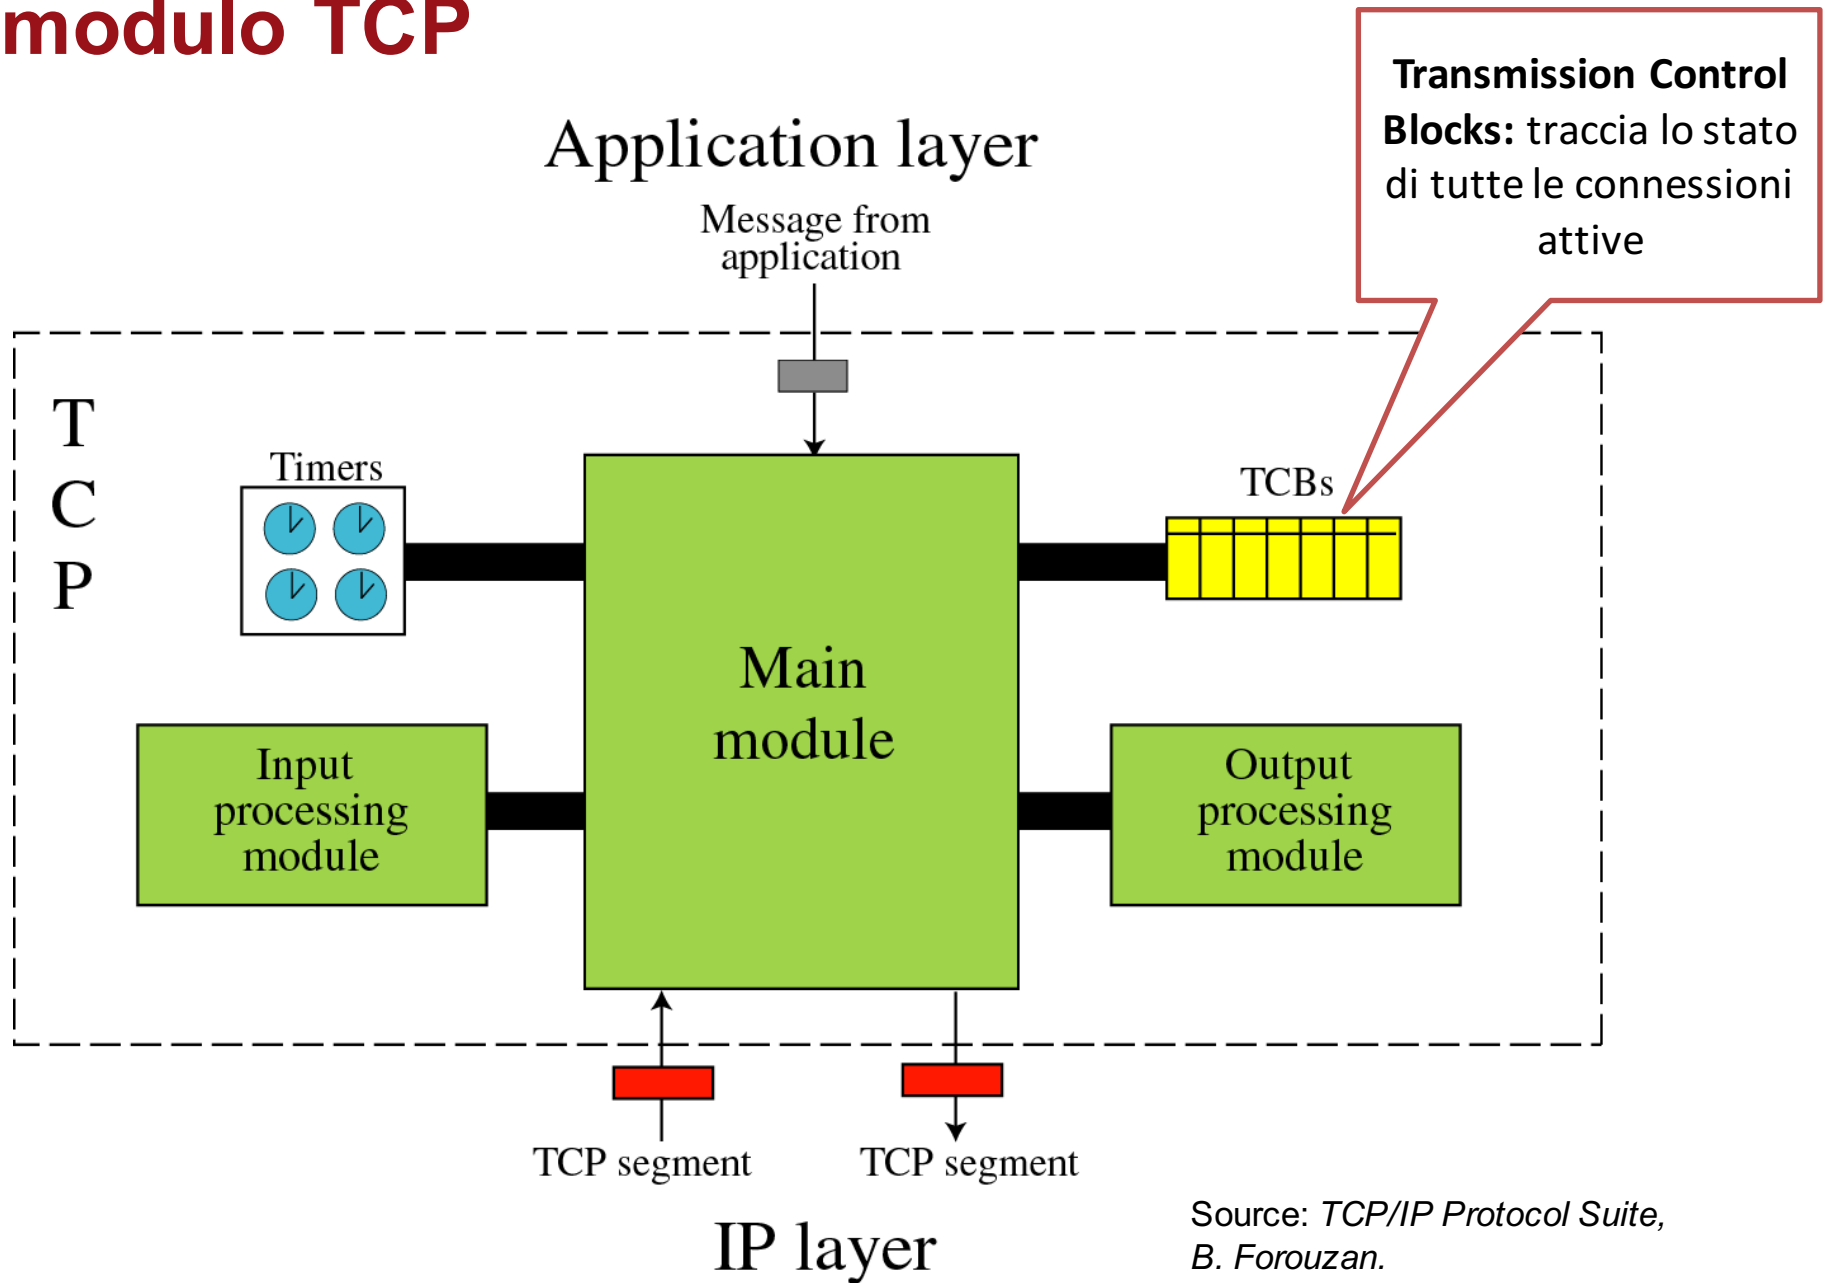 modulo TCP
Transmission Control
Blocks: traccia lo stato
di tutte le connessioni
attive
Application layer
Message from
application
T
C
P
Timers
TCBs
Main
module
Input
processing
module
Output
processing
module
TCP segment
TCP segment
IP layer
Source: TCP/IP Protocol Suite,
B. Forouzan.